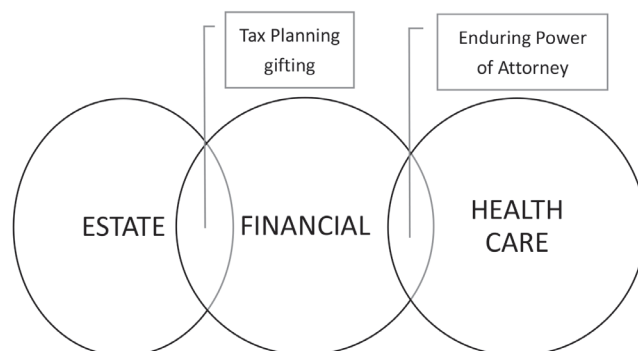 Tax Planning
gifting
Enduring Power
of Attorney
ESTATE
FINANCIAL
HEALTH
CARE